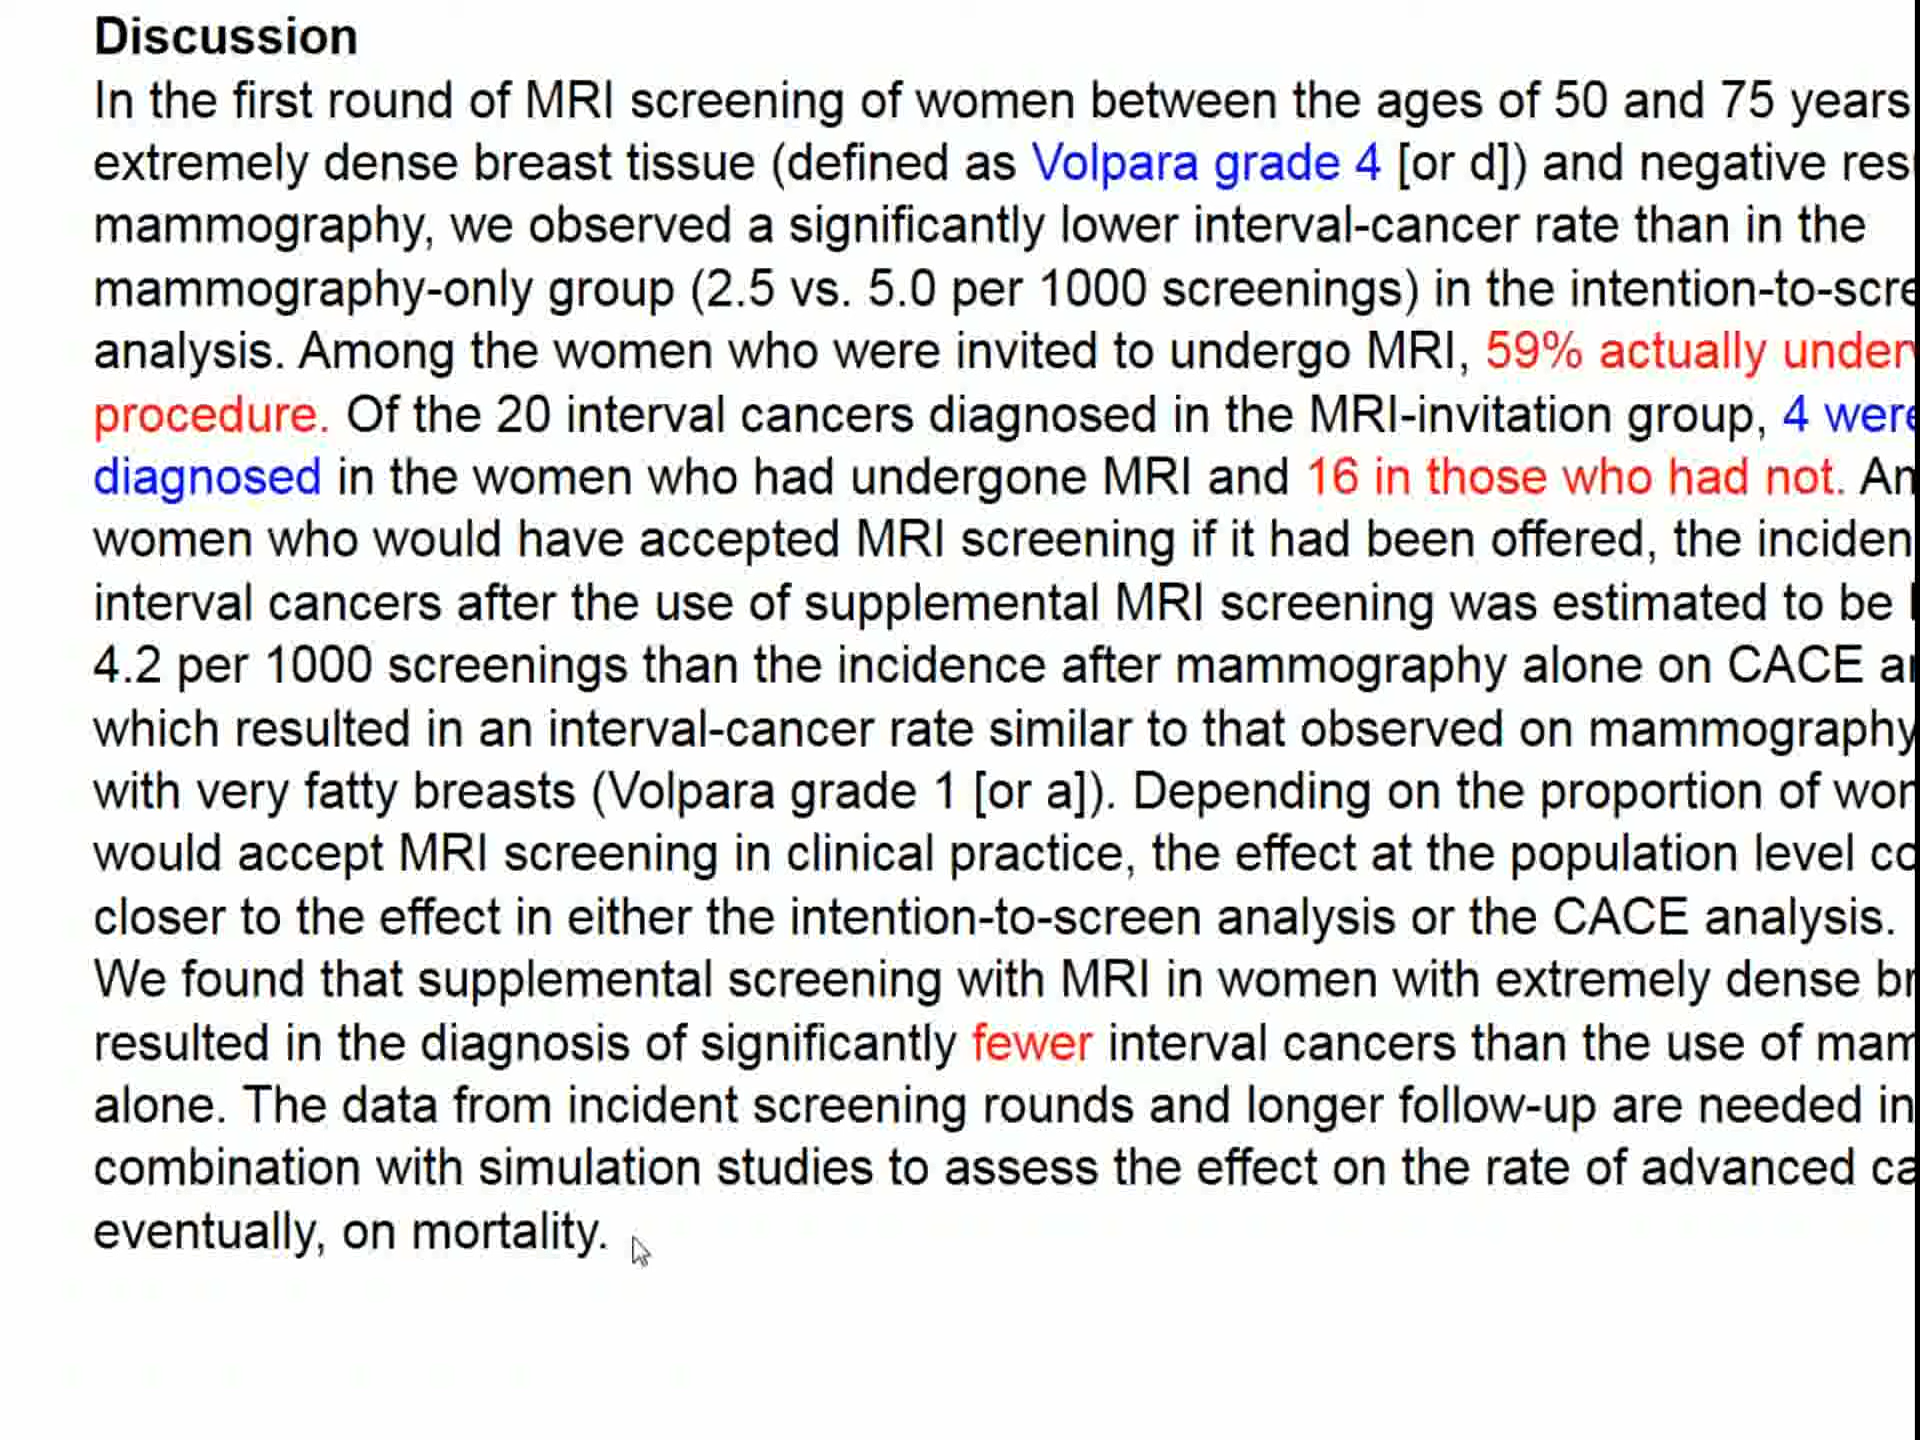 Discussion
In the first round of MRI screening of women between the ages of 50 and 75 years
extremely dense breast tissue (defined as Volpara grade 4 [or d]) and negative
mammography, we observed a significantly lower interval-cancer rate than in the
mammography-only group (2.5 vs. 5.0 per 1000 screenings) in the
analysis. Among the women who were invited to undergo MRI, 59% actually
procedure. Of the 20 interval cancers diagnosed in the MRI-invitation group, 4 were
diagnosed in the women who had undergone MRI and 16 in those who had not.
women who would have accepted MRI screening if it had been offered, the
interval cancers after the use of supplemental MRI screening was estimated to be
4.2 per 1000 screenings than the incidence after mammography alone on CACE
which resulted in an interval-cancer rate similar to that observed on mammography
with very fatty breasts (Volpara grade 1 [or a]). Depending on the proportion of
would accept MRI screening in clinical practice, the effect at the population level
closer to the effect in either the intention-to-screen analysis or the CACE analysis.
We found that supplemental screening with MRI in women with extremely dense
resulted in the diagnosis of significantly fewer interval cancers than the use of
alone. The data from incident screening rounds and longer follow-up are needed in
combination with simulation studies to assess the effect on the rate of advanced
eventually, on mortality.